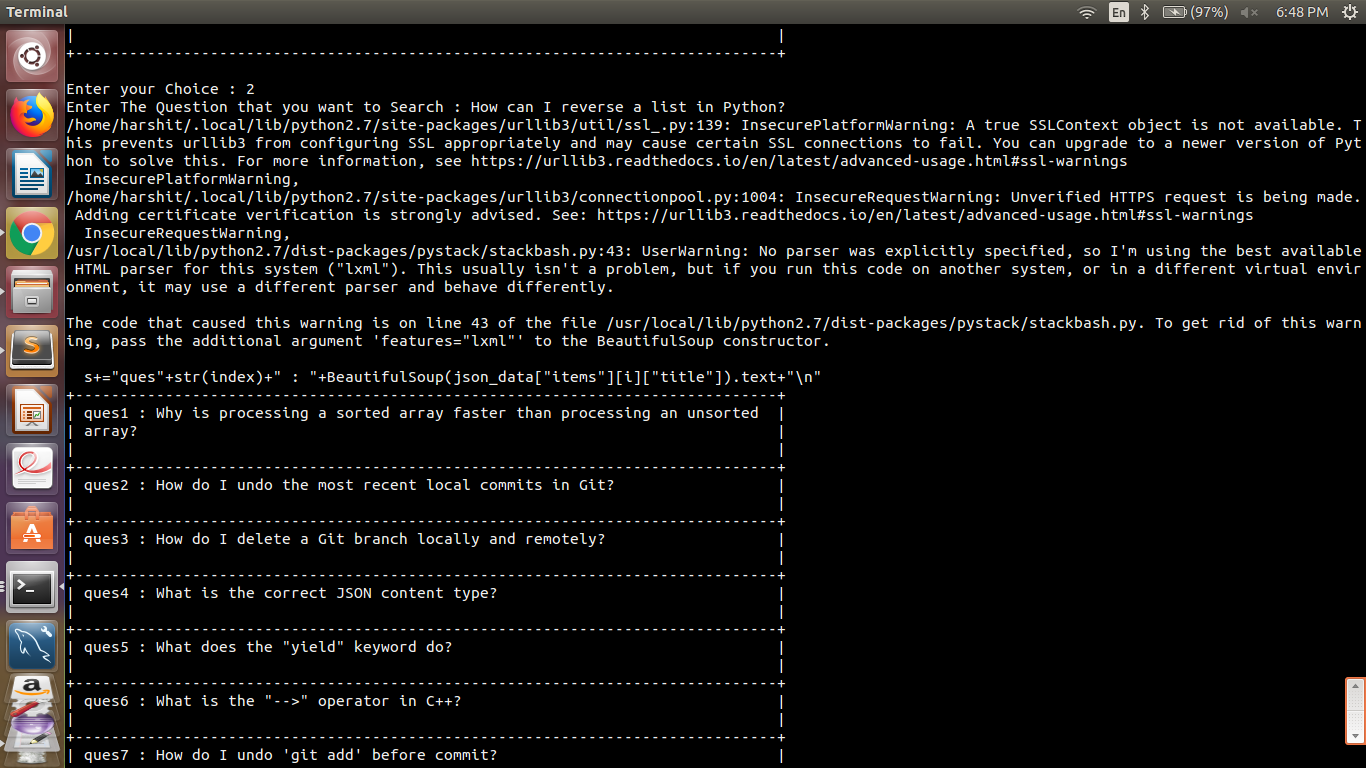 Terminal
En
(97%)
6:48 PM
|                                                                              |
+------------------------------------------------------------------------------+
Enter your Choice : 2
Enter The Question that you want to Search : How can I reverse a list in Python?
/home/harshit/.local/lib/python2.7/site-packages/urllib3/util/ssl_.py:139: InsecurePlatformWarning: A true SSLContext object is not available. T
his prevents urllib3 from configuring SSL appropriately and may cause certain SSL connections to fail. You can upgrade to a newer version of Pyt
hon to solve this. For more information, see https://urllib3.readthedocs.io/en/latest/advanced-usage.html#ssl-warnings
  InsecurePlatformWarning,
/home/harshit/.local/lib/python2.7/site-packages/urllib3/connectionpool.py:1004: InsecureRequestWarning: Unverified HTTPS request is being made.
 Adding certificate verification is strongly advised. See: https://urllib3.readthedocs.io/en/latest/advanced-usage.html#ssl-warnings
  InsecureRequestWarning,
/usr/local/lib/python2.7/dist-packages/pystack/stackbash.py:43: UserWarning: No parser was explicitly specified, so I'm using the best available
 HTML parser for this system ("lxml"). This usually isn't a problem, but if you run this code on another system, or in a different virtual envir
onment, it may use a different parser and behave differently.
The code that caused this warning is on line 43 of the file /usr/local/lib/python2.7/dist-packages/pystack/stackbash.py. To get rid of this warn
ing, pass the additional argument 'features="lxml"' to the BeautifulSoup constructor.
  s+="ques"+str(index)+" : "+BeautifulSoup(json_data["items"][i]["title"]).text+"\n"
+------------------------------------------------------------------------------+
| ques1 : Why is processing a sorted array faster than processing an unsorted  |
| array?                                                                       |
|                                                                              |
+------------------------------------------------------------------------------+
| ques2 : How do I undo the most recent local commits in Git?                  |
|                                                                              |
+------------------------------------------------------------------------------+
| ques3 : How do I delete a Git branch locally and remotely?                   |
|                                                                              |
+------------------------------------------------------------------------------+
| ques4 : What is the correct JSON content type?                               |
|                                                                              |
+------------------------------------------------------------------------------+
| ques5 : What does the "yield" keyword do?                                    |
|                                                                              |
+------------------------------------------------------------------------------+
| ques6 : What is the "-->" operator in C++?                                   |
|                                                                              |
+------------------------------------------------------------------------------+
| ques7 : How do I undo 'git add' before commit?                               |